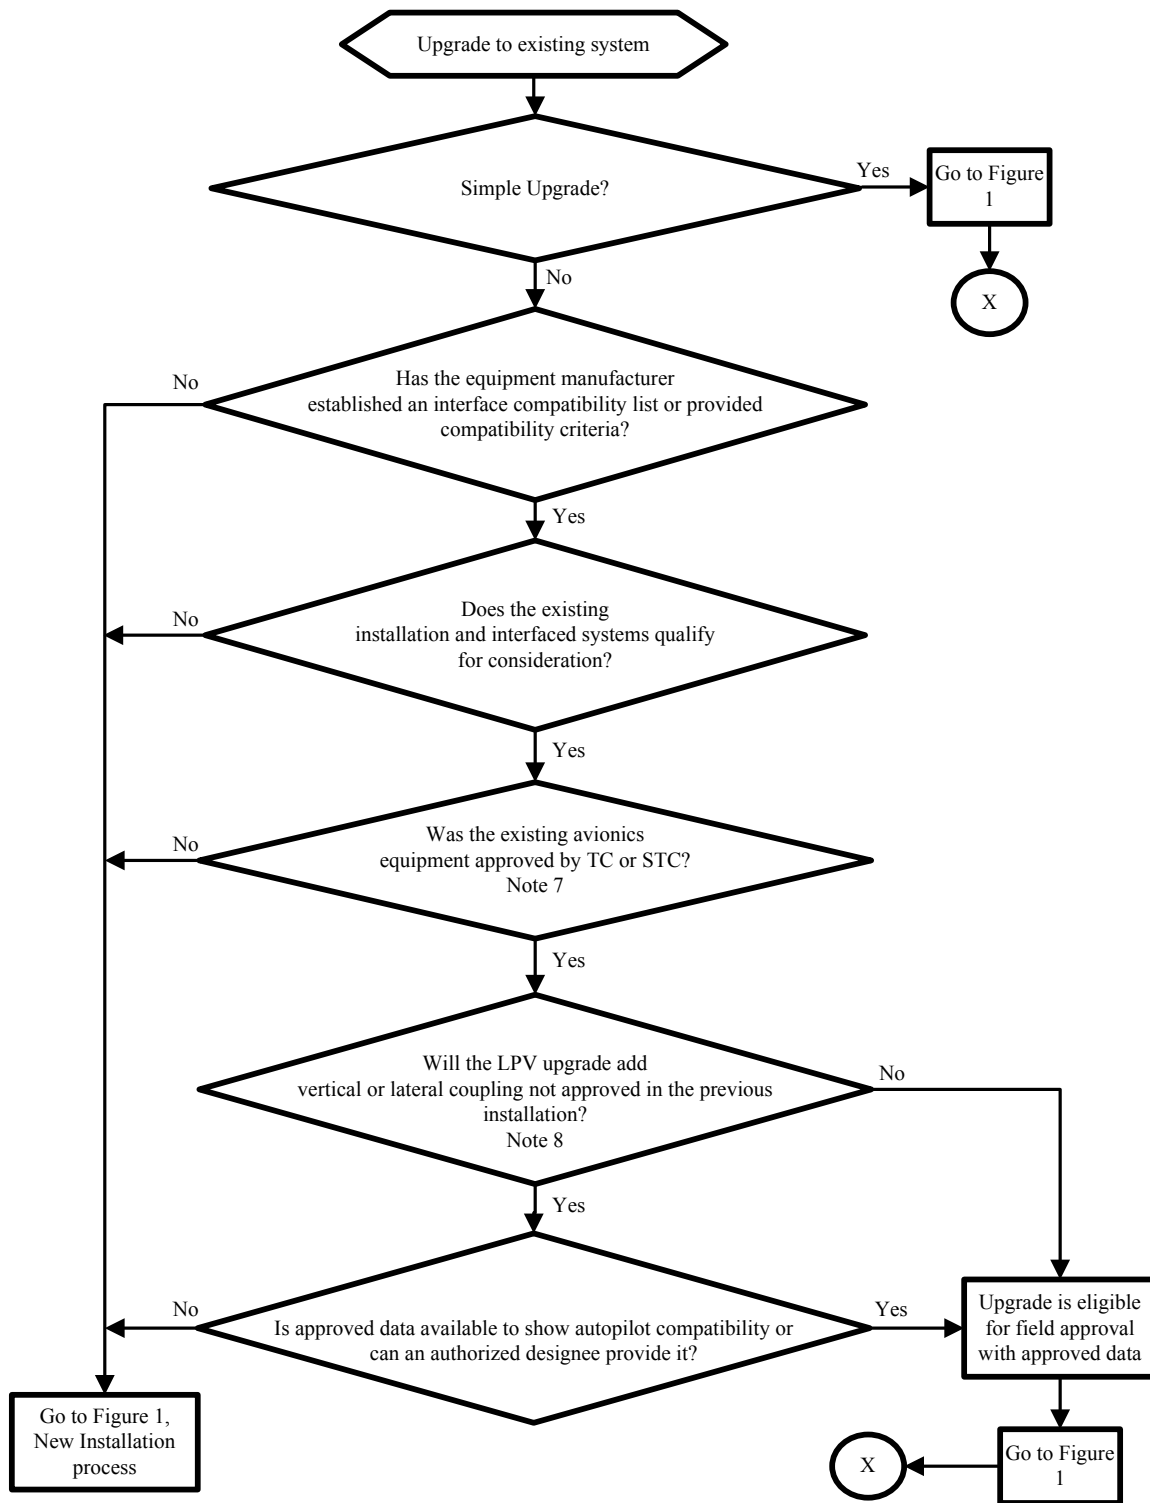 Upgrade to existing system
Simple Upgrade?
Yes
Go to Figure
1
X
No
Has the equipment manufacturer
established an interface compatibility list or provided
compatibility criteria?
No
Yes
Does the existing
installation and interfaced systems qualify
for consideration?
No
Yes
Was the existing avionics
equipment approved by TC or STC?
Note 7
No
Yes
Will the LPV upgrade add
vertical or lateral coupling not approved in the previous
installation?
Note 8
No
Yes
Is approved data available to show autopilot compatibility or
can an authorized designee provide it?
No
Yes
Upgrade is eligible
for field approval
with approved data
Go to Figure 1,
New Installation
process
Go to Figure
1
X